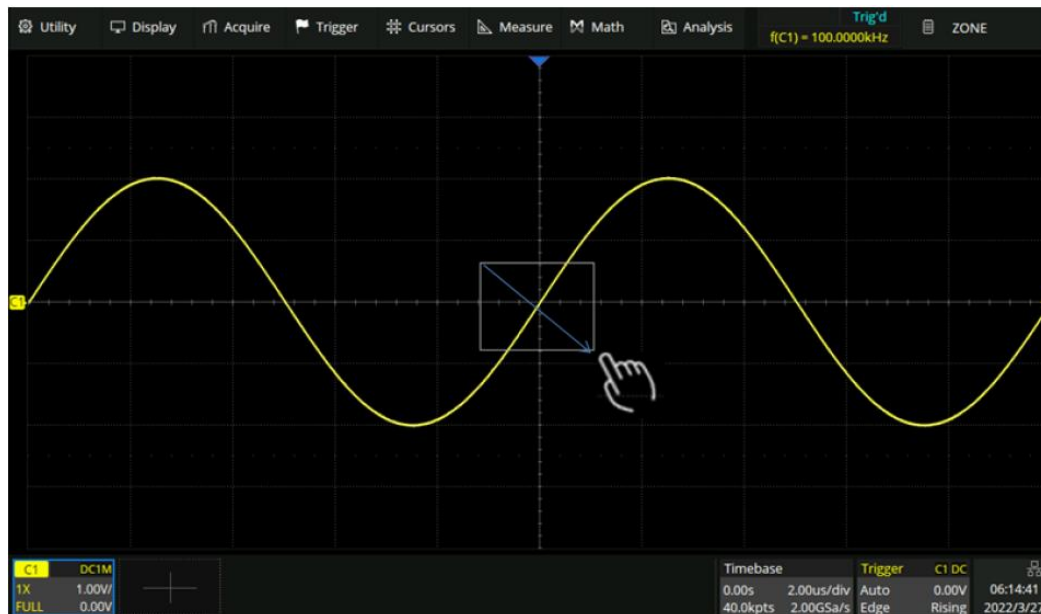 Utility Display Acquire Trigger Cursors Measure Math Analysis Trig'd ZONE
f(C1) = 100.0000kHz
C1
C1 DC1M Timebase Trigger C1 DC
1X 1.00V/ 0.00s 2.00us/div Auto 0.00V 06:14:41
FULL 0.00V 40.0kpts 2.00GSa/s Edge Rising